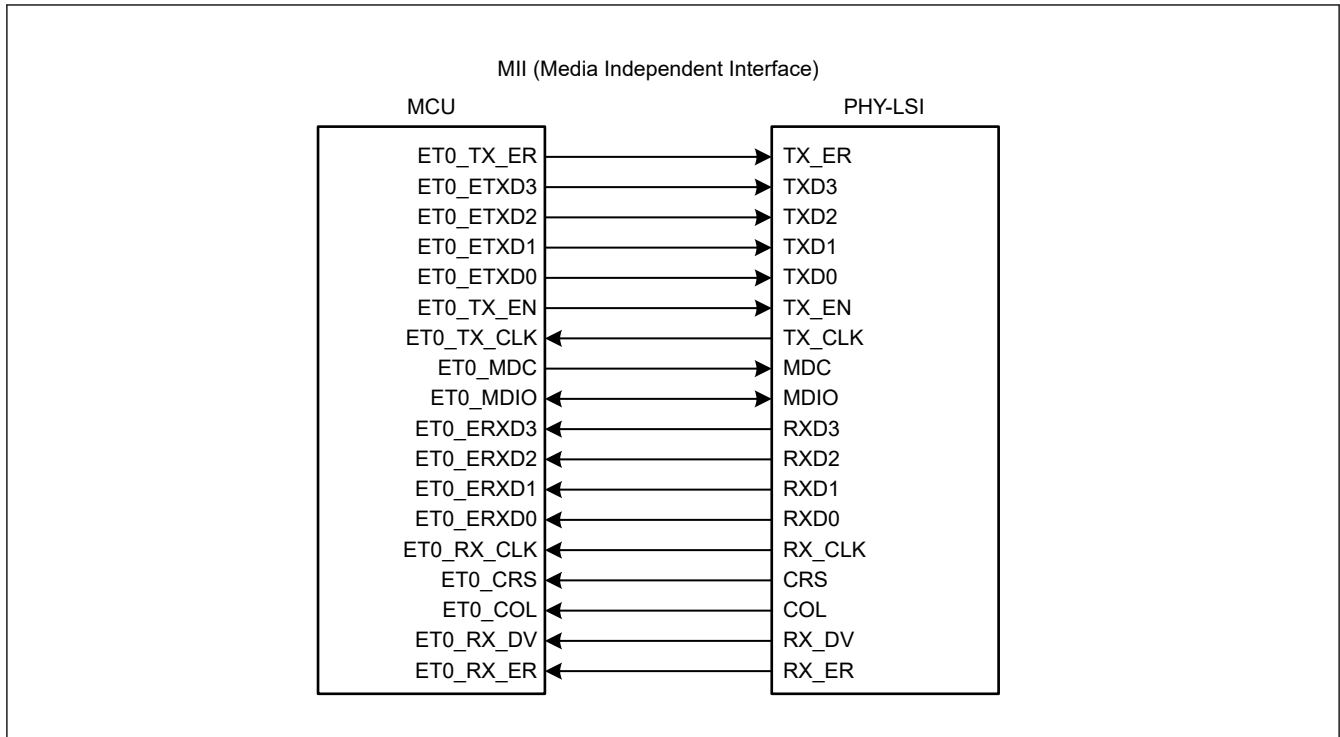 MII (Media Independent Interface)
MCU PHY-LSI
ET0_TX_ER TX_ER
ET0_ETXD3 TXD3
ET0_ETXD2 TXD2
ET0_ETXD1 TXD1
ET0_ETXD0 TXD0
ET0_TX_EN TX_EN
ET0_TX_CLK TX_CLK
ET0_MDC MDC
ET0_MDIO MDIO
ET0_ERXD3 RXD3
ET0_ERXD2 RXD2
ET0_ERXD1 RXD1
ET0_ERXD0 RXD0
ET0_RX_CLK RX_CLK
ET0_CRS CRS
ET0_COL COL
ET0_RX_DV RX_DV
ET0_RX_ER RX_ER